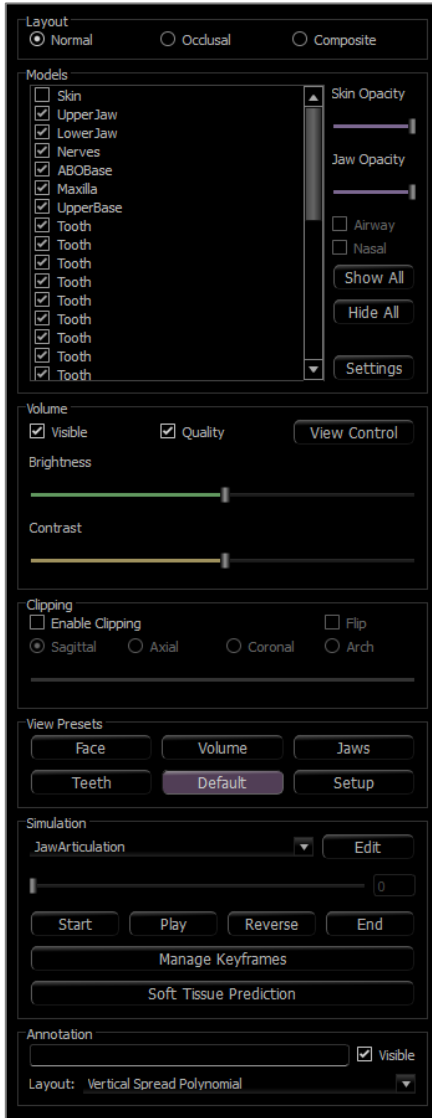 Layout
Normal Occlusal Composite
Models
Skin
UpperJaw
LowerJaw
Nerves
ABOBase
Maxilla
UpperBase
Tooth
Tooth
Tooth
Tooth
Tooth
Tooth
Tooth
Tooth
Tooth
Skin Opacity
Jaw Opacity
Airway
Nasal
Show All
Hide All
Settings
Volume
Visible Quality View Control
Brightness
Contrast
Clipping
Enable Clipping Flip
Sagittal Axial Coronal Arch
View Presets
Face Volume Jaws
Teeth Default Setup
Simulation
JawArticulation Edit
0
Start Play Reverse End
Manage Keyframes
Soft Tissue Prediction
Annotation
Visible
Layout: Vertical Spread Polynomial